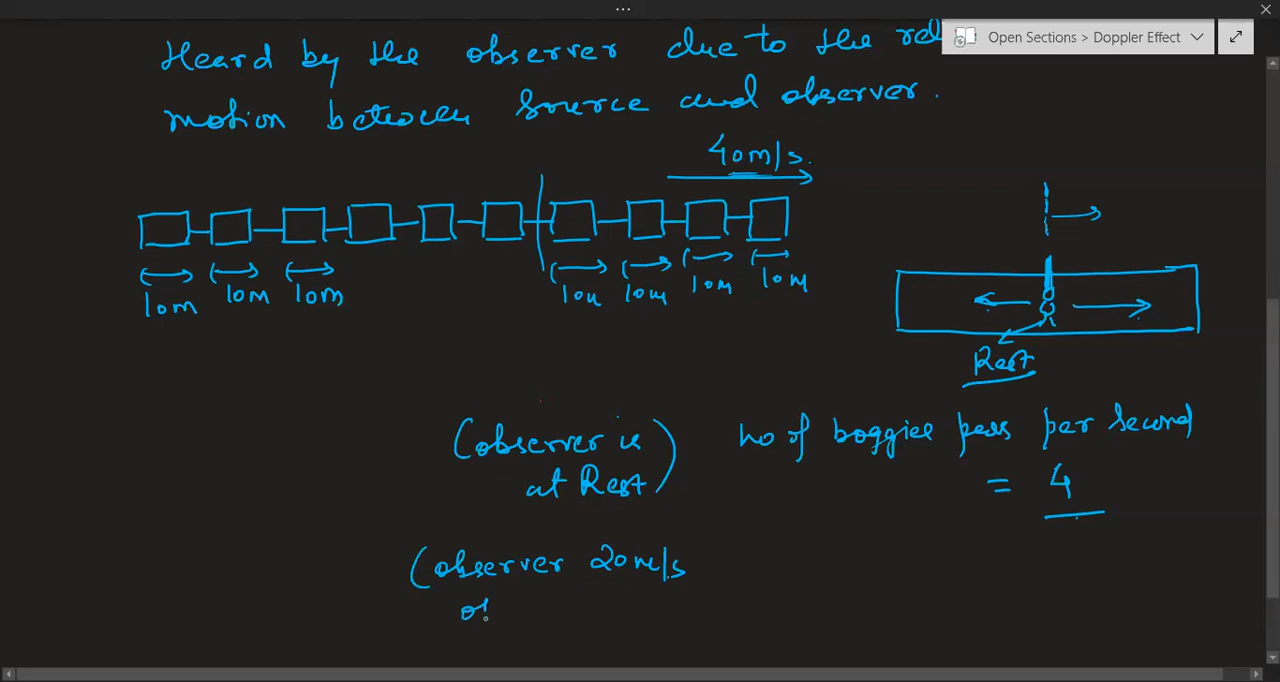 ...
Open Sections > Doppler Effect
Heard by the observer due to the rel
motion between source and observer.
40m/s.
10m 10m 10m 10m 10m 10m 10m
Rest
(observer is at Rest)
no of boggies pass per second
= 4
(observer 20m/s